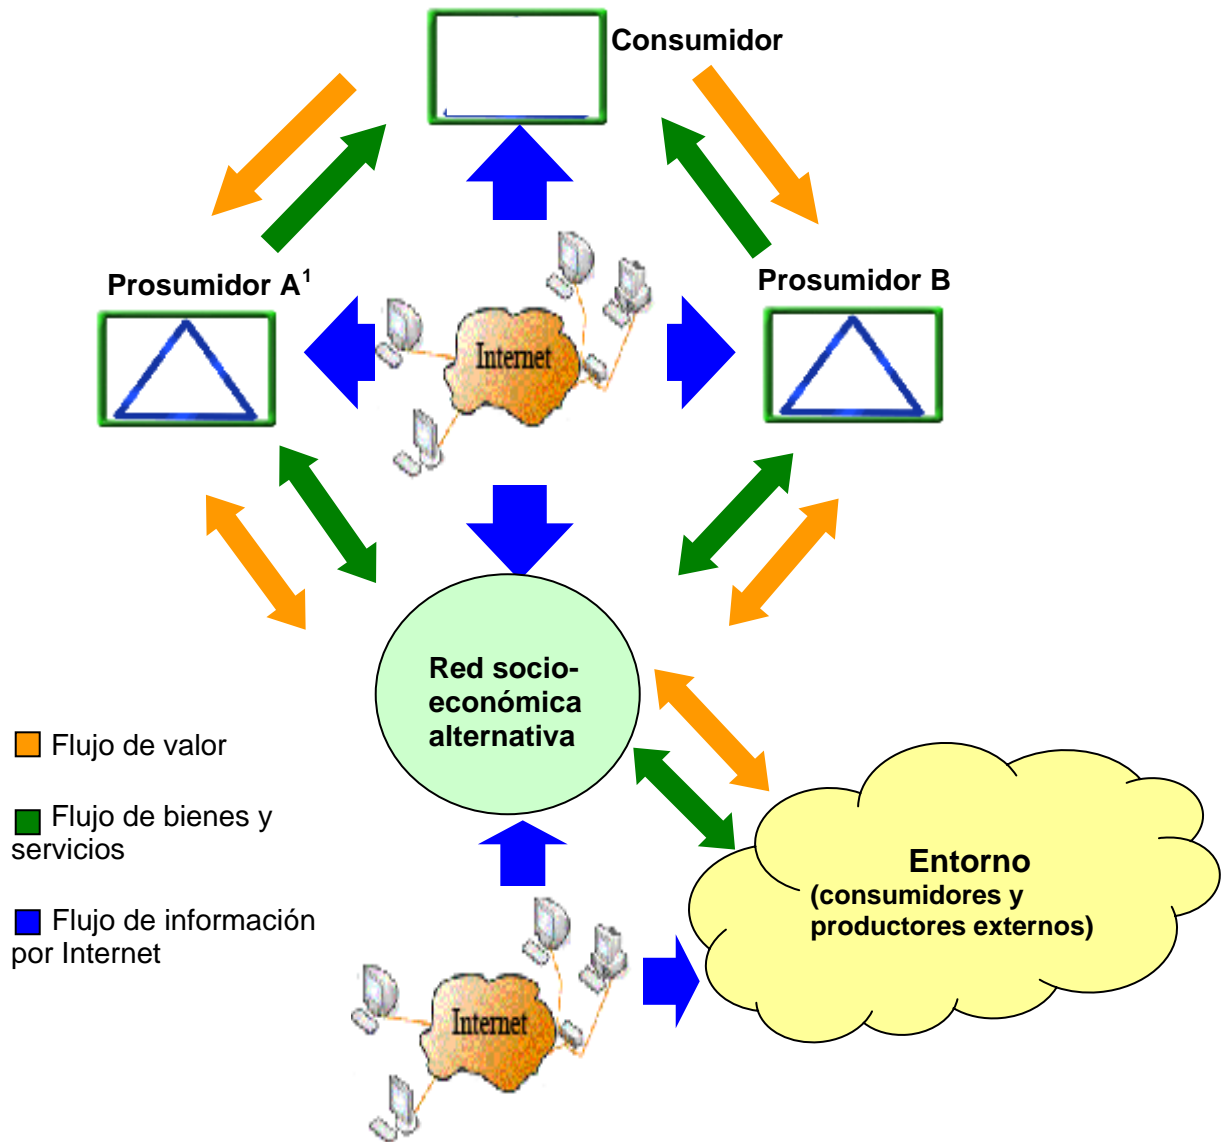 Consumidor
Prosumidor A¹
Prosumidor B
Internet
Red socio-
económica
alternativa
Flujo de valor
Flujo de bienes y
servicios
Flujo de información
por Internet
Entorno
(consumidores y
productores externos)
Internet